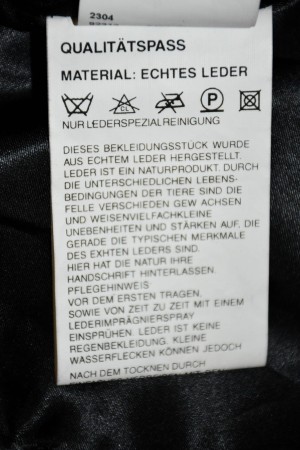 2304
QUALITÄTSPASS
MATERIAL: ECHTES LEDER
CL P
NUR LEDERSPEZIALREINIGUNG
DIESES BEKLEIDUNGSSTÜCK WURDE
AUS ECHTEM LEDER HERGESTELLT.
LEDER IST EIN NATURPRODUKT. DURCH
DIE UNTERSCHIEDLICHEN LEBENS-
BEDINGUNGEN DER TIERE SIND DIE
FELLE VERSCHIEDEN GEW ACHSEN
UND WEISENVIELFACHKLEINE
UNEBENHEITEN UND STÄRKEN AUF, DIE
GERADE DIE TYPISCHEN MERKMALE
DES EXHTEN LEDERS SIND.
HIER HAT DIE NATUR IHRE
HANDSCHRIFT HINTERLASSEN.
PFLEGEHINWEIS
VOR DEM ERSTEN TRAGEN,
SOWIE VON ZEIT ZU ZEIT MIT EINEM
LEDERIMPRÄGNIERSPRAY
EINSPRÜHEN. LEDER IST KEINE
REGENBEKLEIDUNG. KLEINE
WASSERFLECKEN KÖNNEN JEDOCH
NACH DEM TOCKNEN DURCH